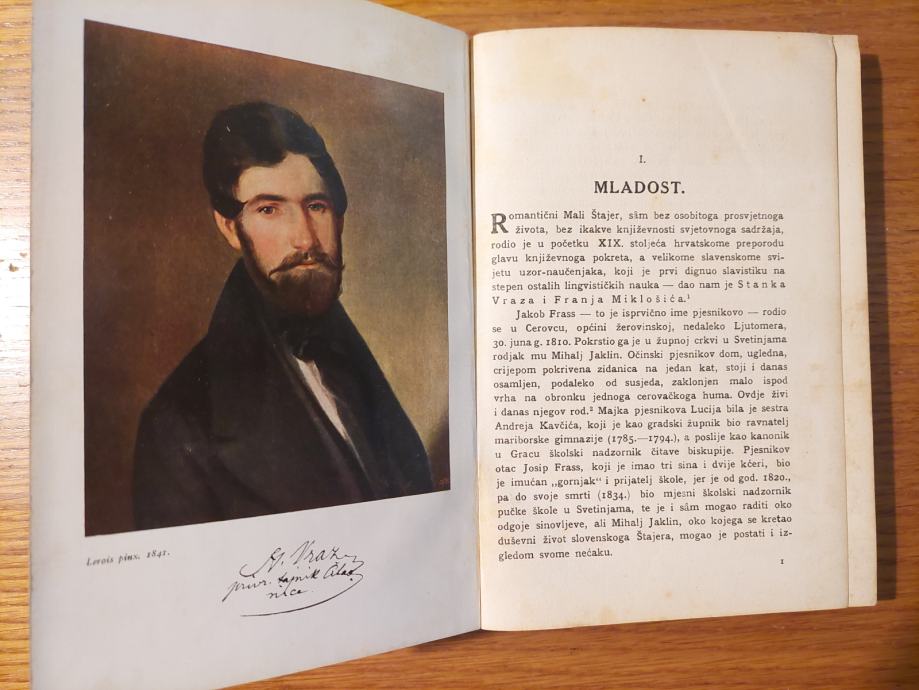 Lerois pinx. 1841.
St. Vraz
privr. tajnik Čitao
nice.
I.
MLADOST.
Romantični Mali Štajer, sâm bez osobitoga prosvjetnoga
života, bez ikakve književnosti svjetovnoga sadržaja,
rodio je u početku XIX. stoljeća hrvatskome preporodu
glavu književnoga pokreta, a velikome slavenskome svi-
jetu uzor-naučenjaka, koji je prvi dignuo slavistiku na
stepen ostalih lingvističkih nauka — dao nam je Stanka
Vraza i Franja Miklošića.¹
Jakob Frass — to je isprvično ime pjesnikovo — rodio
se u Cerovcu, općini žerovinskoj, nedaleko Ljutomera,
30. juna g. 1810. Pokrstio ga je u župnoj crkvi u Svetinjama
rodjak mu Mihalj Jaklin. Očinski pjesnikov dom, ugledna,
crijepom pokrivena zidanica na jedan kat, stoji i danas
osamljen, podaleko od susjeda, zaklonjen malo ispod
vrha na obronku jednoga cerovačkoga huma. Ovdje živi
i danas njegov rod.² Majka pjesnikova Lucija bila je sestra
Andreja Kavčića, koji je kao gradski župnik bio ravnatelj
mariborske gimnazije (1785.—1794.), a poslije kao kanonik
u Gracu školski nadzornik čitave biskupije. Pjesnikov
otac Josip Frass, koji je imao tri sina i dvije kćeri, bio
je imućan „gornjak“ i prijatelj škole, jer je od god. 1820.,
pa do svoje smrti (1834.) bio mjesni školski nadzornik
pučke škole u Svetinjama, te je i sâm mogao raditi oko
odgoje sinovljeve, ali Mihalj Jaklin, oko kojega se kretao
duševni život slovenskoga Štajera, mogao je postati i iz-
gledom svome nećaku.
1